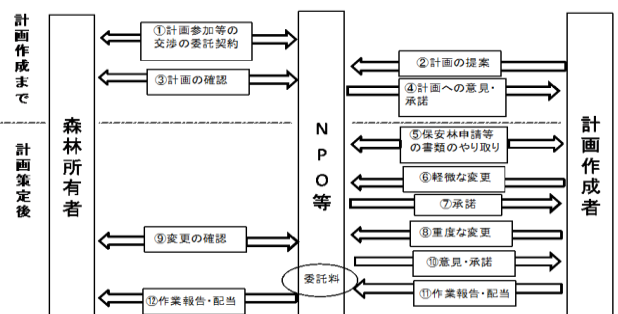 計画作成まで
計画策定後
森林所有者
NPO等
計画作成者
①計画参加等の
交渉の委託契約
②計画の提案
③計画の確認
④計画への意見・
承諾
⑤保安林申請等
の書類のやり取り
⑥軽微な変更
⑦承諾
⑧重度な変更
⑨変更の確認
⑩意見・承諾
委託料
⑪作業報告・配当
⑫作業報告・配当